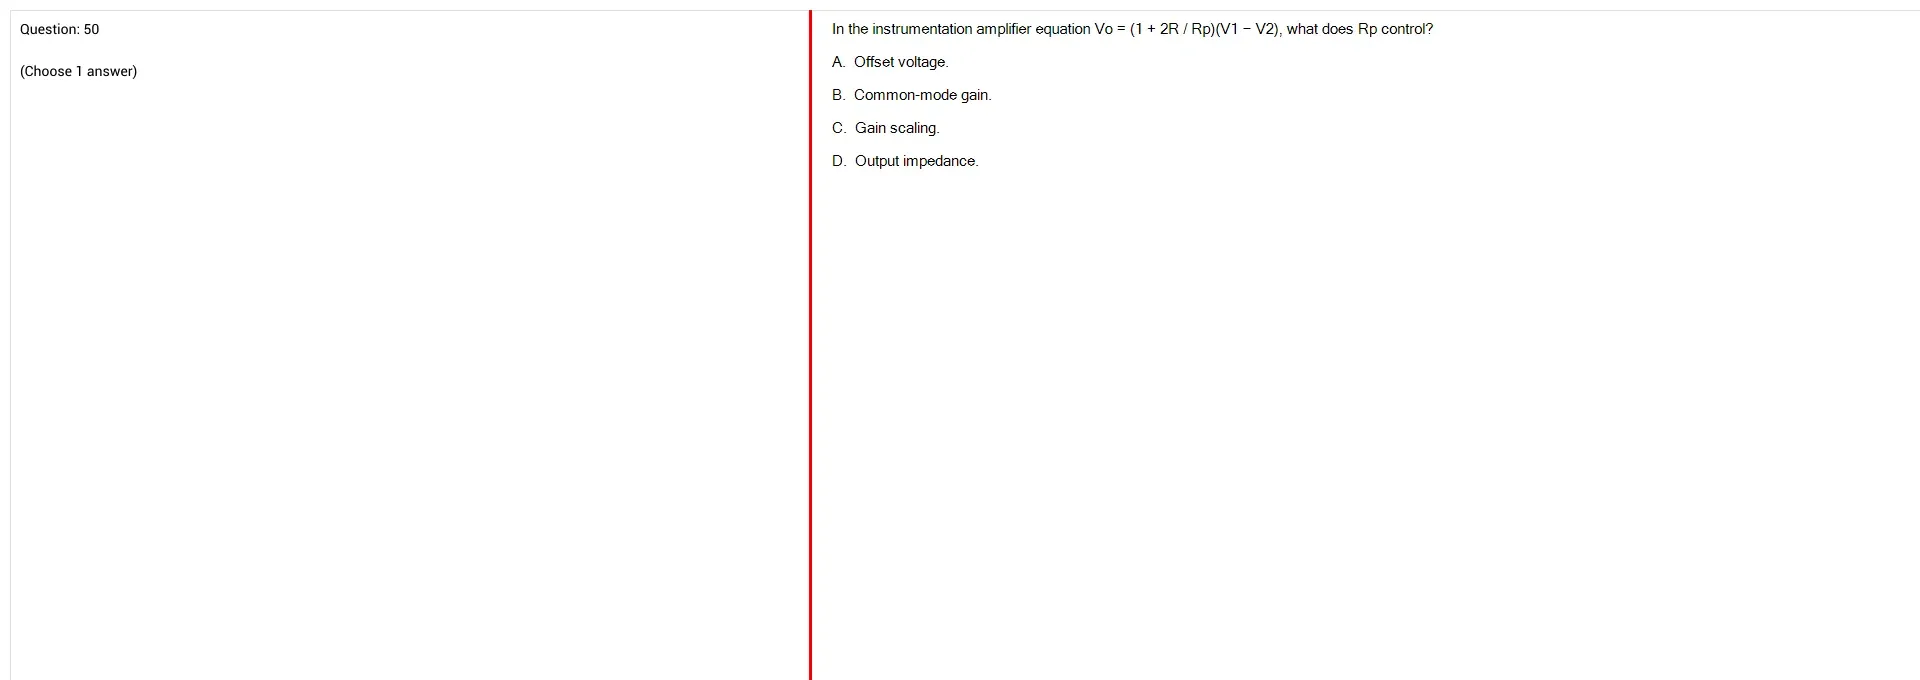 Question: 50
(Choose 1 answer)
In the instrumentation amplifier equation Vo = (1 + 2R / Rp)(V1 − V2), what does Rp control?
A. Offset voltage.
B. Common-mode gain.
C. Gain scaling.
D. Output impedance.